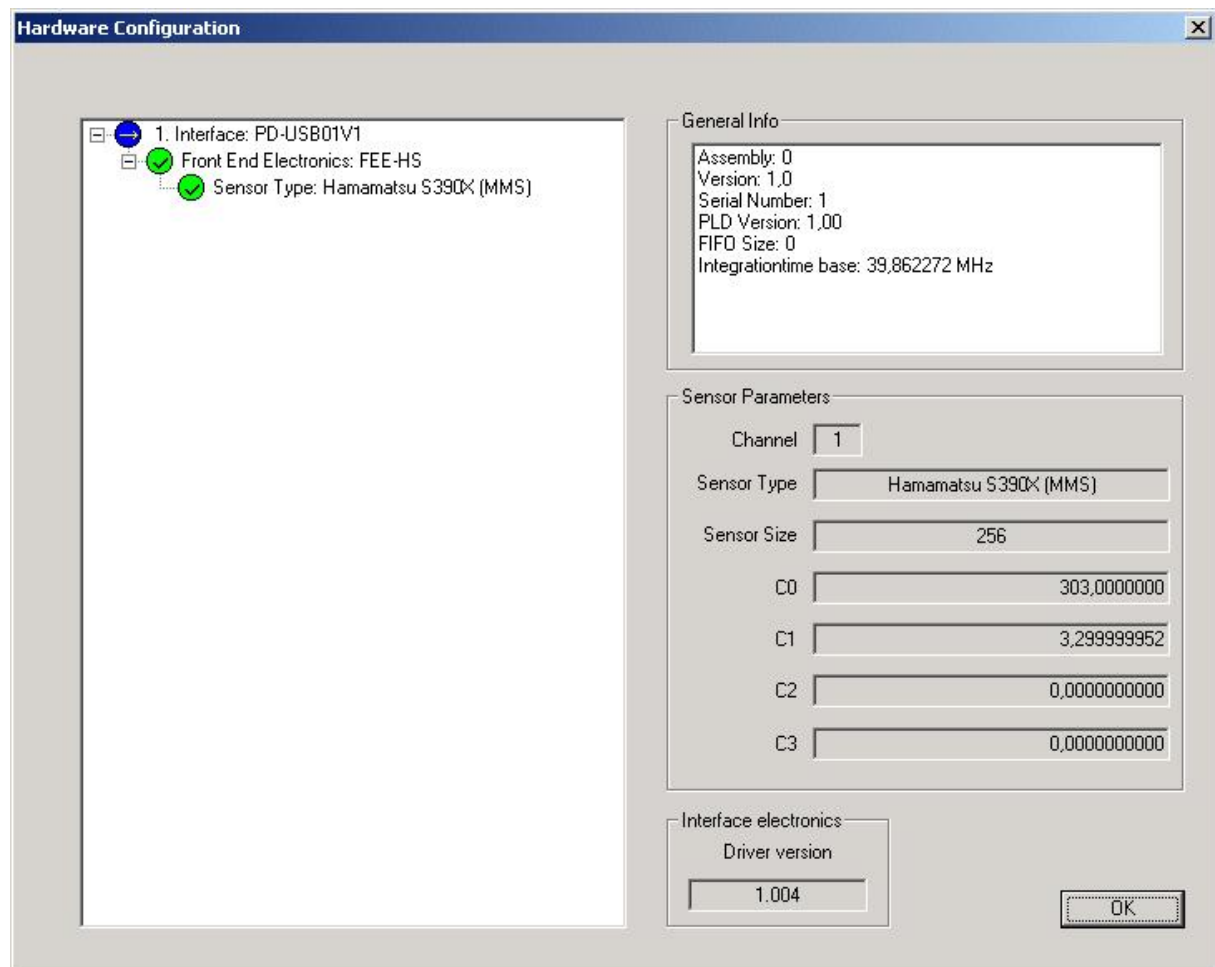 Hardware Configuration
1. Interface: PD-USB01V1
Front End Electronics: FEE-HS
Sensor Type: Hamamatsu S390X (MMS)
General Info
Assembly: 0
Version: 1,0
Serial Number: 1
PLD Version: 1,00
FIFO Size: 0
Integrationtime base: 39,862272 MHz
Sensor Parameters
Channel 1
Sensor Type Hamamatsu S390X (MMS)
Sensor Size 256
C0 303,0000000
C1 3,299999952
C2 0,0000000000
C3 0,0000000000
Interface electronics
Driver version
1.004
OK